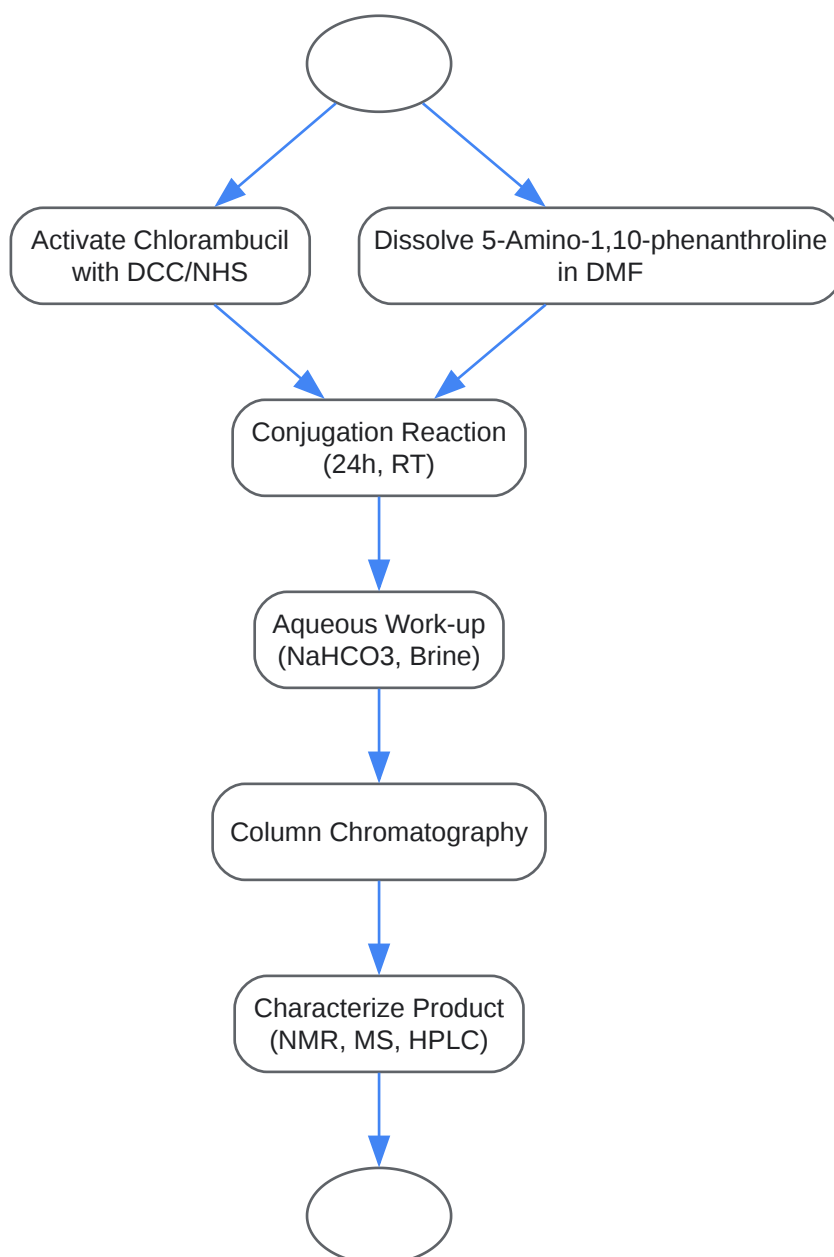 Activate Chlorambucil
with DCC/NHS
Dissolve 5-Amino-1,10-phenanthroline
in DMF
Conjugation Reaction
(24h, RT)
Aqueous Work-up
(NaHCO3, Brine)
Column Chromatography
Characterize Product
(NMR, MS, HPLC)